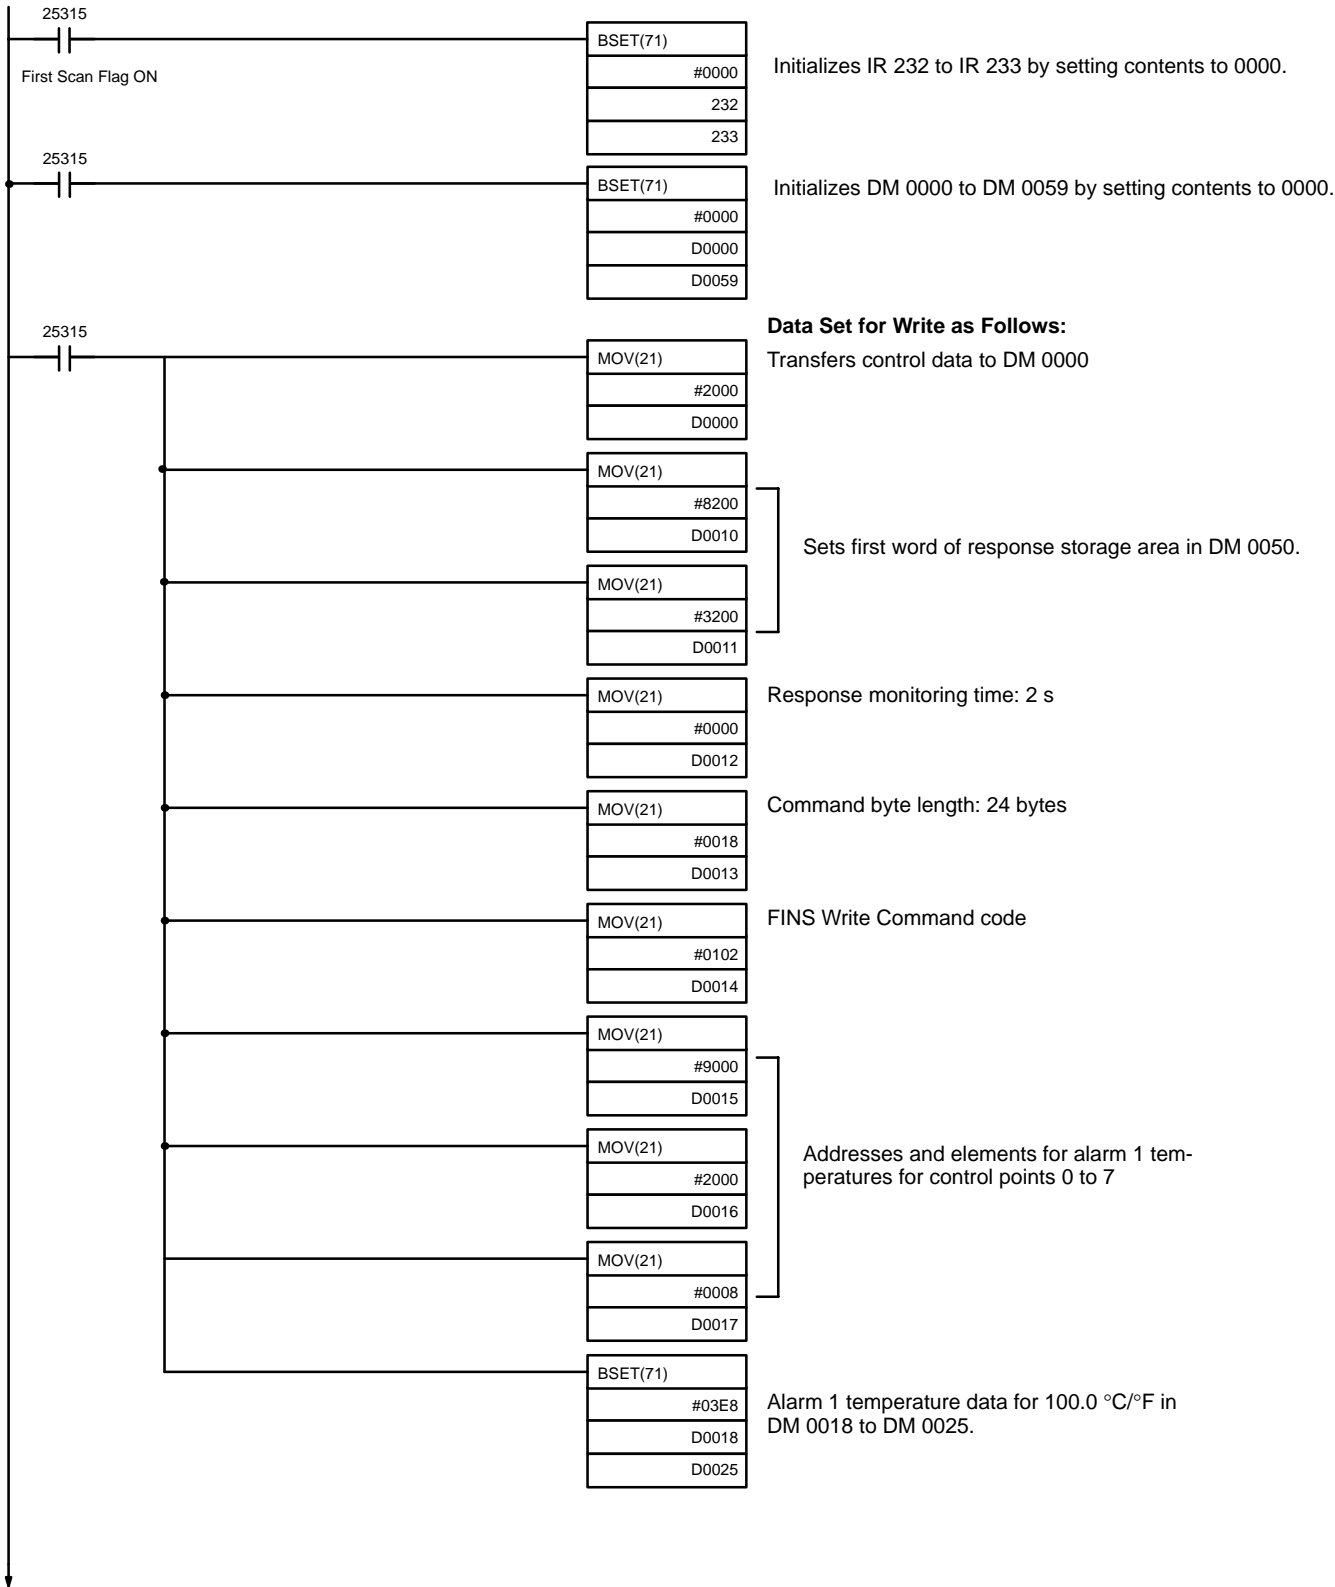 25315
First Scan Flag ON
BSET(71)
#0000
232
233
Initializes IR 232 to IR 233 by setting contents to 0000.
25315
BSET(71)
#0000
D0000
D0059
Initializes DM 0000 to DM 0059 by setting contents to 0000.
25315
Data Set for Write as Follows:
MOV(21)
#2000
D0000
Transfers control data to DM 0000
MOV(21)
#8200
D0010
MOV(21)
#3200
D0011
Sets first word of response storage area in DM 0050.
MOV(21)
#0000
D0012
Response monitoring time: 2 s
MOV(21)
#0018
D0013
Command byte length: 24 bytes
MOV(21)
#0102
D0014
FINS Write Command code
MOV(21)
#9000
D0015
MOV(21)
#2000
D0016
MOV(21)
#0008
D0017
Addresses and elements for alarm 1 tem-
peratures for control points 0 to 7
BSET(71)
#03E8
D0018
D0025
Alarm 1 temperature data for 100.0 °C/°F in
DM 0018 to DM 0025.